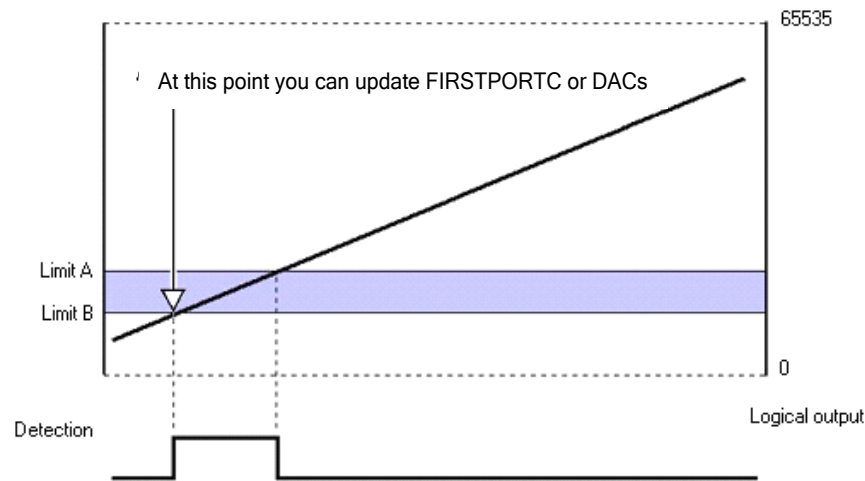 65535
At this point you can update FIRSTPORTC or DACs
Limit A
Limit B
0
Logical output
Detection